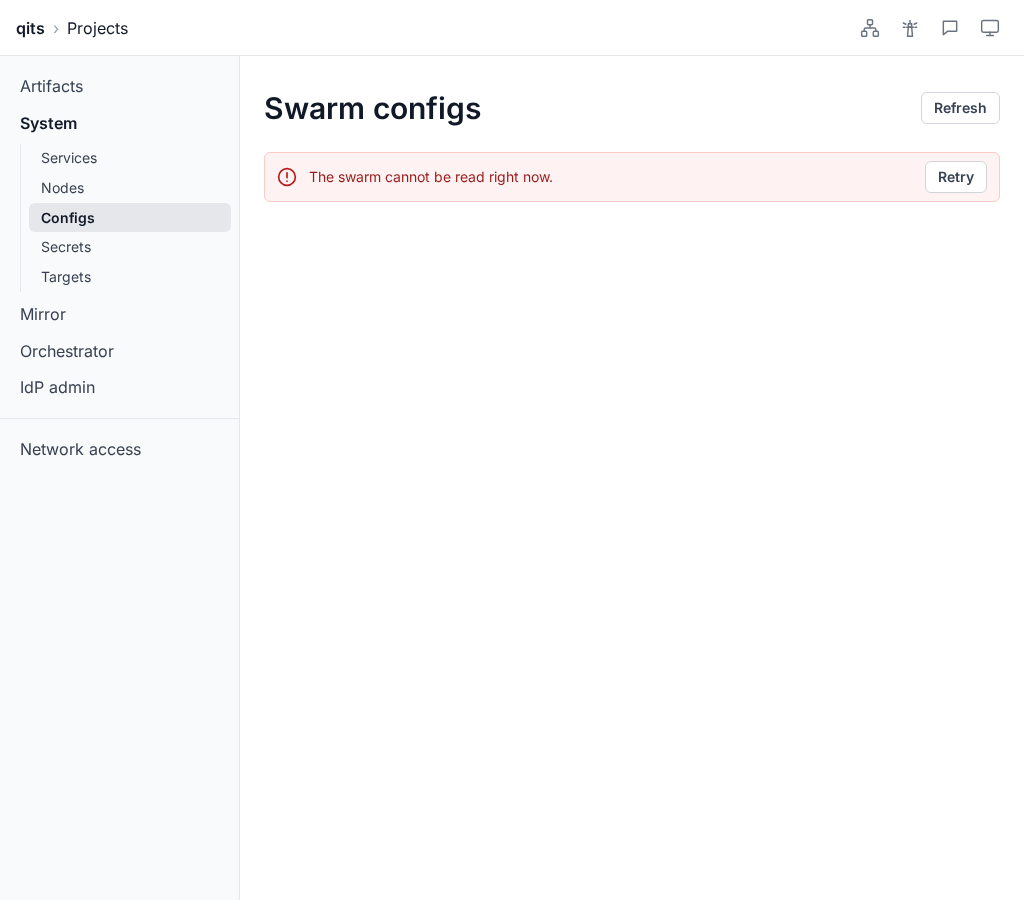 qits › Projects
Artifacts
System
Services
Nodes
Configs
Secrets
Targets
Mirror
Orchestrator
IdP admin
Network access
Swarm configs
Refresh
The swarm cannot be read right now.
Retry